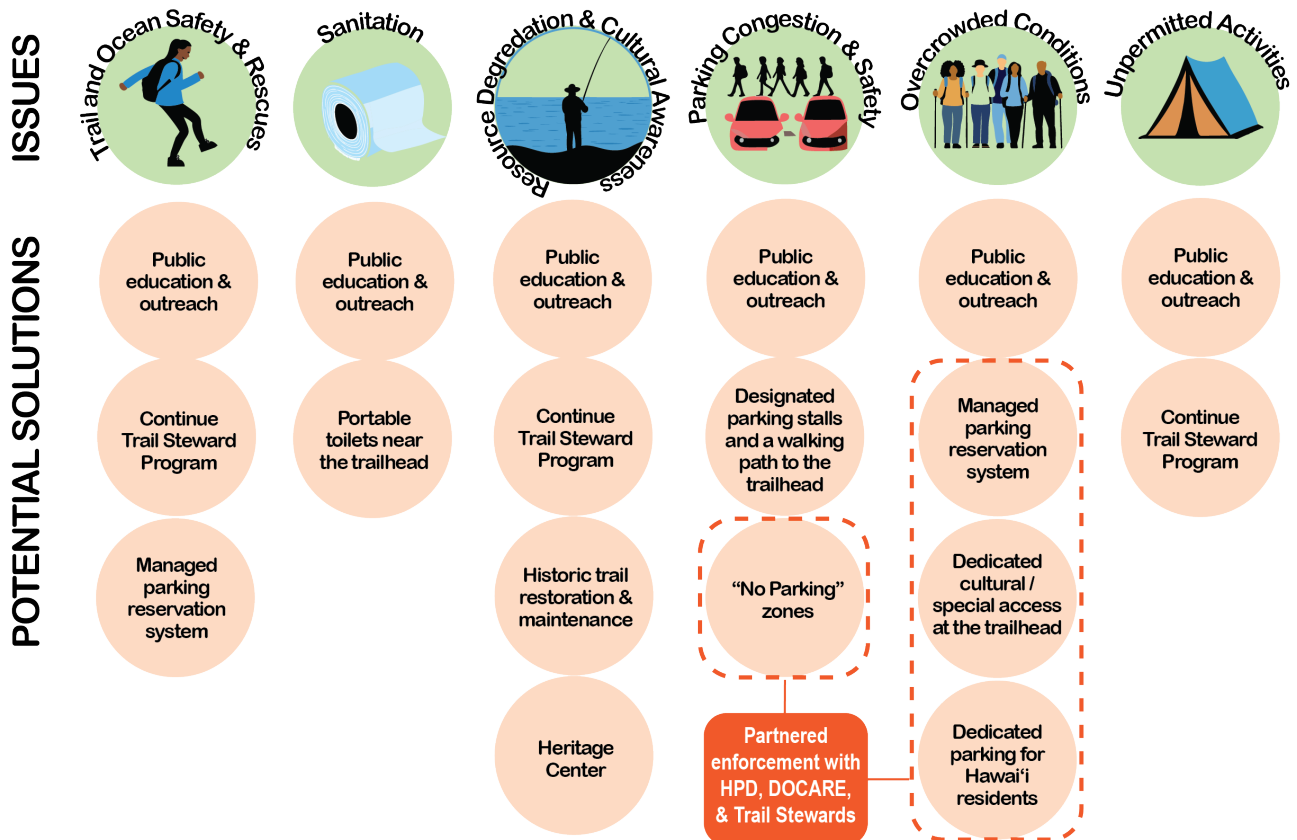 ISSUES
Trail and Ocean Safety & Rescues
Sanitation
Resource Degredation & Cultural Awareness
Parking Congestion & Safety
Overcrowded Conditions
Unpermitted Activities
POTENTIAL SOLUTIONS
Public
education &
outreach
Continue
Trail Steward
Program
Managed
parking
reservation
system
Public
education &
outreach
Portable
toilets near
the trailhead
Public
education &
outreach
Continue
Trail Steward
Program
Historic trail
restoration &
maintenance
Heritage
Center
Public
education &
outreach
Designated
parking stalls
and a walking
path to the
trailhead
“No Parking”
zones
Partnered
enforcement with
HPD, DOCARE,
& Trail Stewards
Public
education &
outreach
Managed
parking
reservation
system
Dedicated
cultural /
special access
at the trailhead
Dedicated
parking for
Hawai‘i
residents
Public
education &
outreach
Continue
Trail Steward
Program